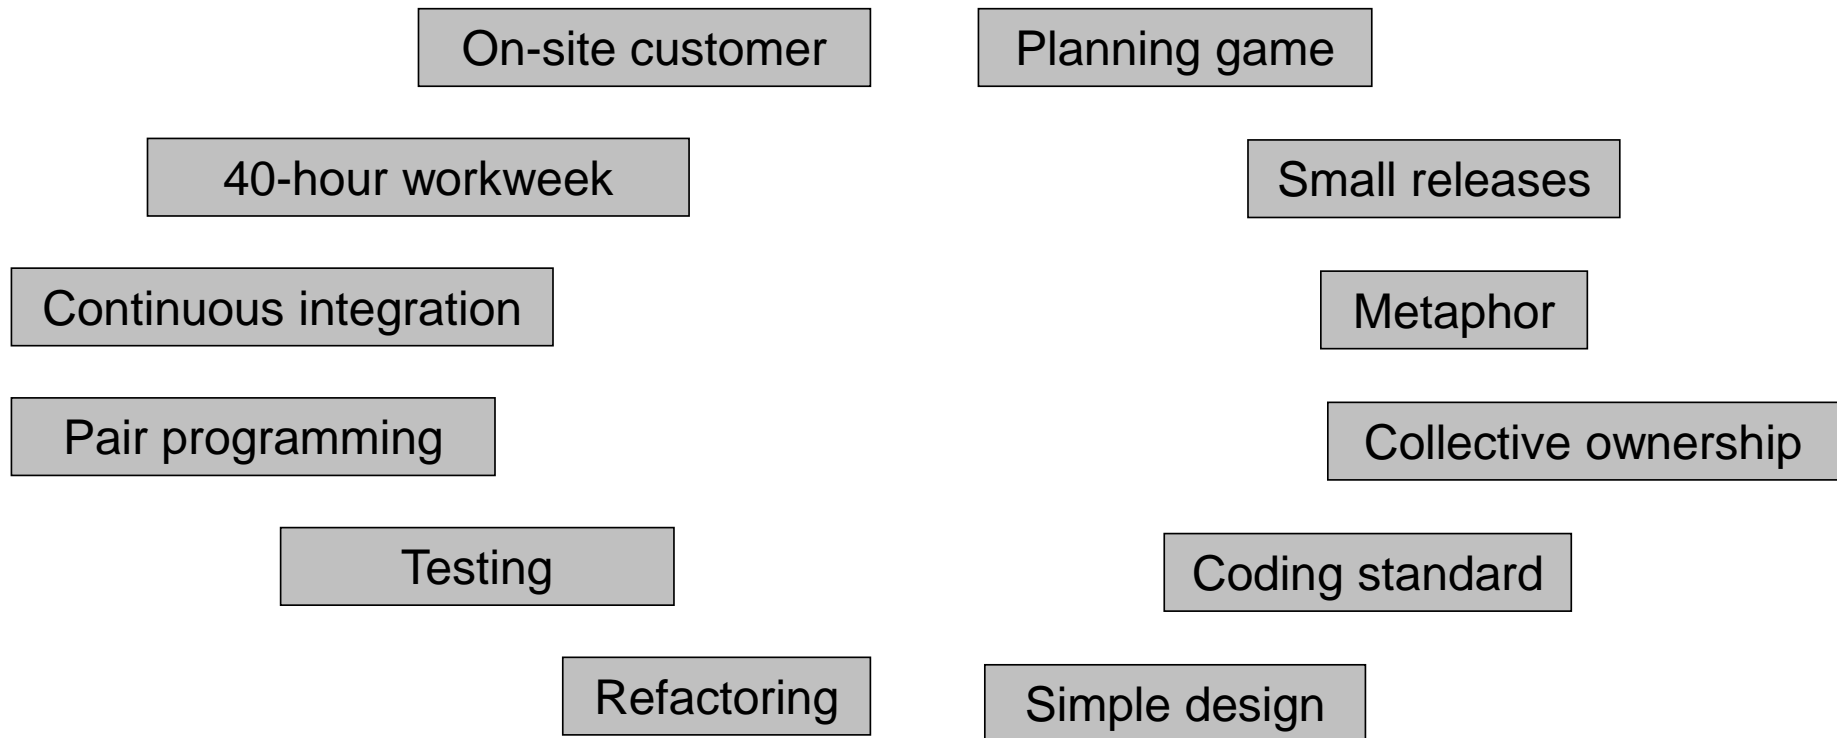 On-site customer
Planning game
40-hour workweek
Small releases
Continuous integration
Metaphor
Pair programming
Collective ownership
Testing
Coding standard
Refactoring
Simple design